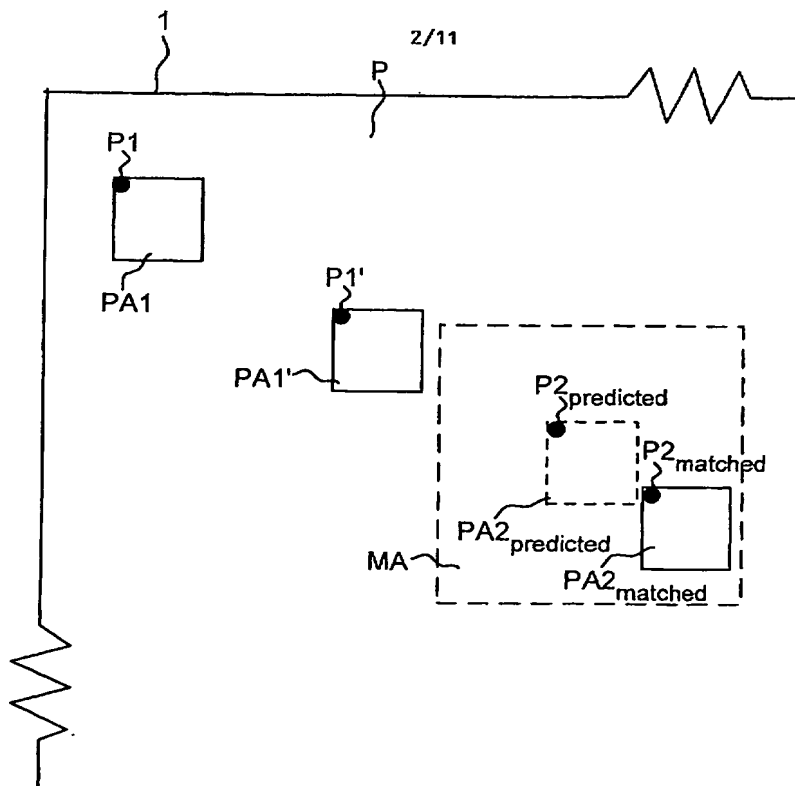 1
2/11
P
P1
PA1
P1'
PA1'
P2predicted
P2matched
PA2predicted
MA
PA2matched